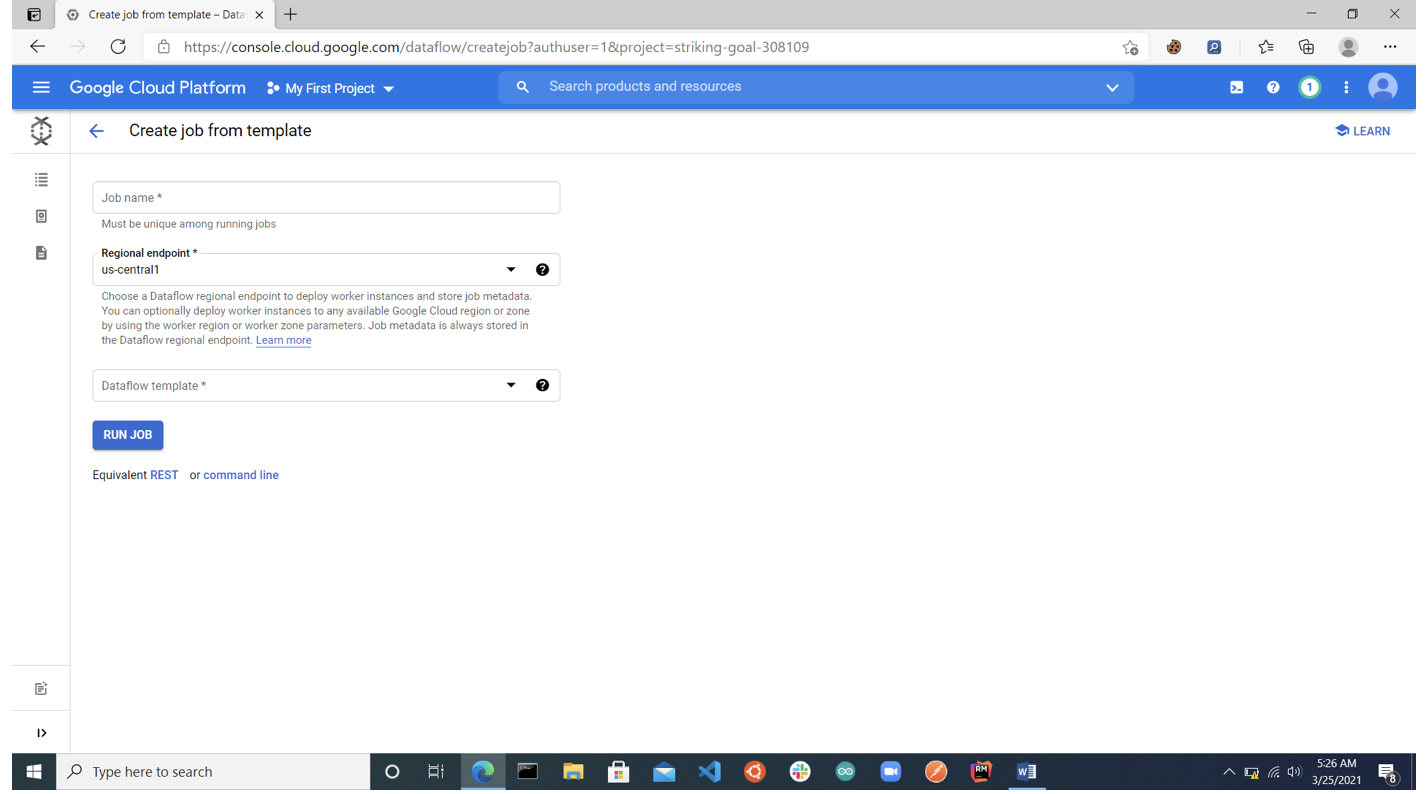 Create job from template – Data
https://console.cloud.google.com/dataflow/createjob?authuser=1&project=striking-goal-308109
Google Cloud Platform
My First Project
Search products and resources
1
Create job from template
LEARN
Job name *
Must be unique among running jobs
Regional endpoint *
us-central1
Choose a Dataflow regional endpoint to deploy worker instances and store job metadata.
You can optionally deploy worker instances to any available Google Cloud region or zone
by using the worker region or worker zone parameters. Job metadata is always stored in
the Dataflow regional endpoint. Learn more
Dataflow template *
RUN JOB
Equivalent REST or command line
Type here to search
RM
W
5:26 AM
3/25/2021
8